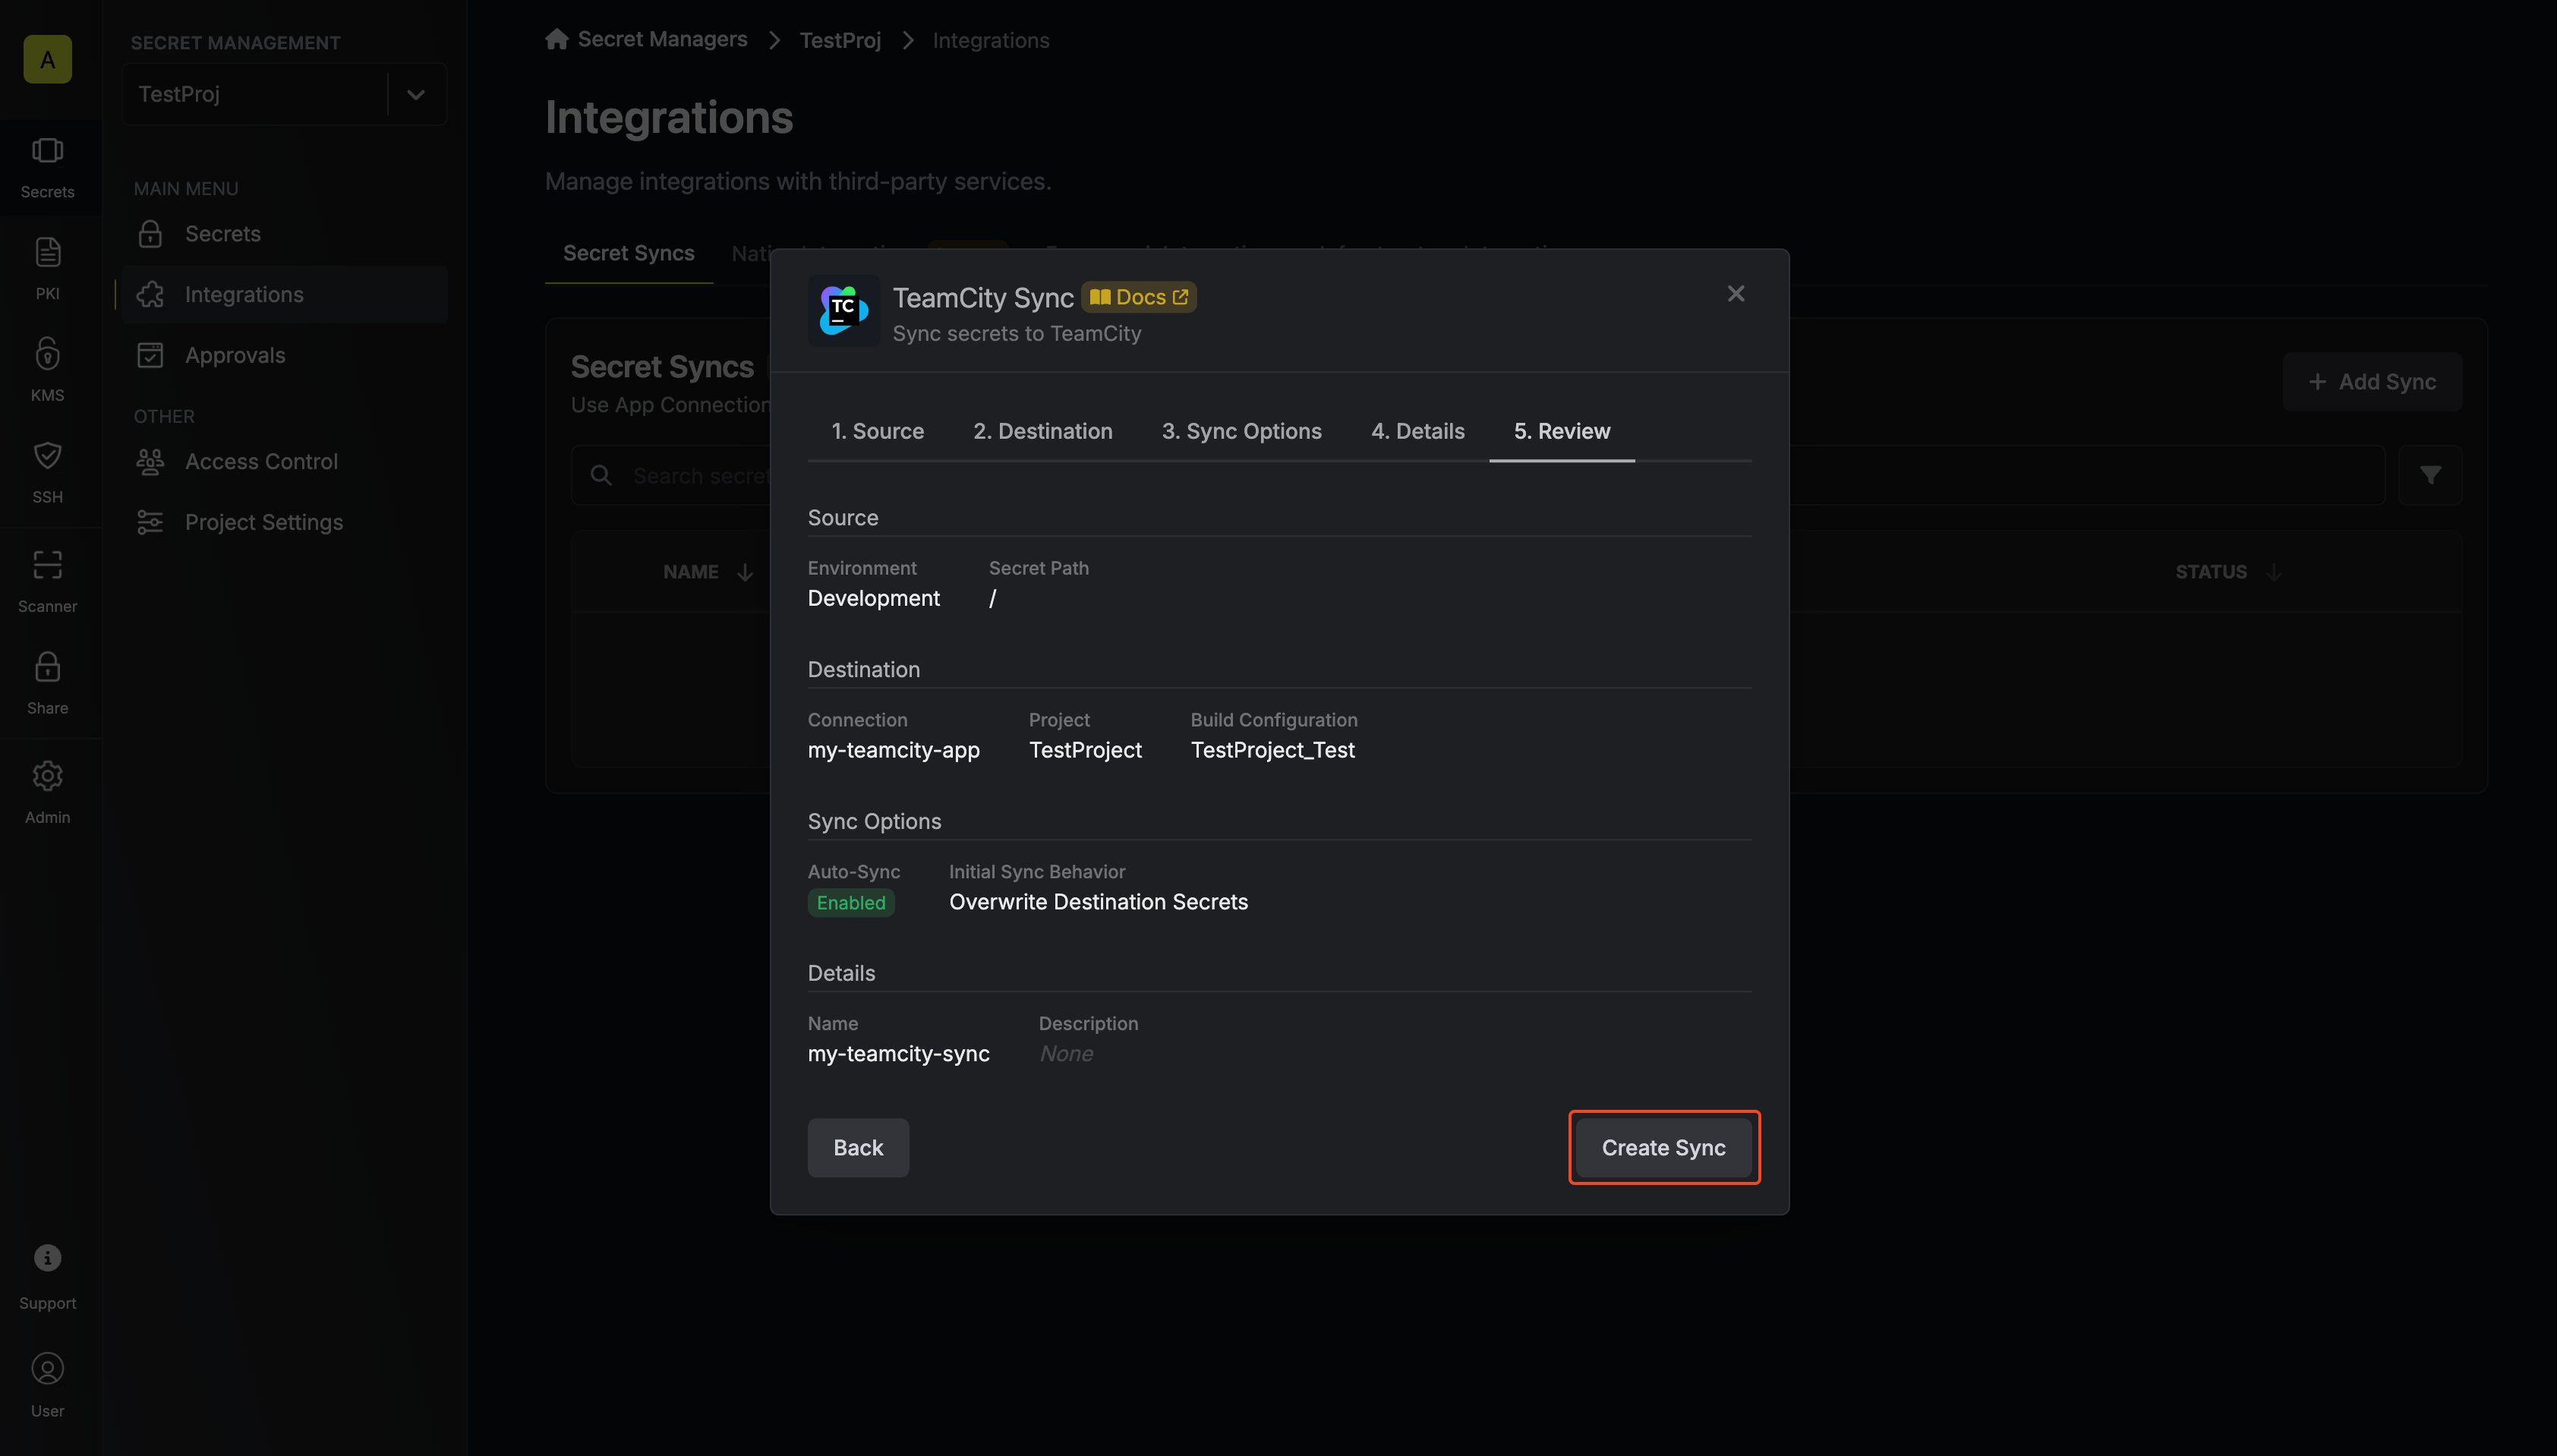 A
Secrets
PKI
KMS
SSH
Scanner
Share
Admin
Support
User
SECRET MANAGEMENT
TestProj
MAIN MENU
Secrets
Integrations
Approvals
OTHER
Access Control
Project Settings
Secret Managers > TestProj > Integrations
Integrations
Manage integrations with third-party services.
Secret Syncs
Secret Syncs
Use App Connection
+ Add Sync
Search secret
NAME
STATUS
TC
TeamCity Sync Docs
Sync secrets to TeamCity
1. Source 2. Destination 3. Sync Options 4. Details 5. Review
Source
Environment Secret Path
Development /
Destination
Connection Project Build Configuration
my-teamcity-app TestProject TestProject_Test
Sync Options
Auto-Sync Initial Sync Behavior
Enabled Overwrite Destination Secrets
Details
Name Description
my-teamcity-sync None
Back Create Sync